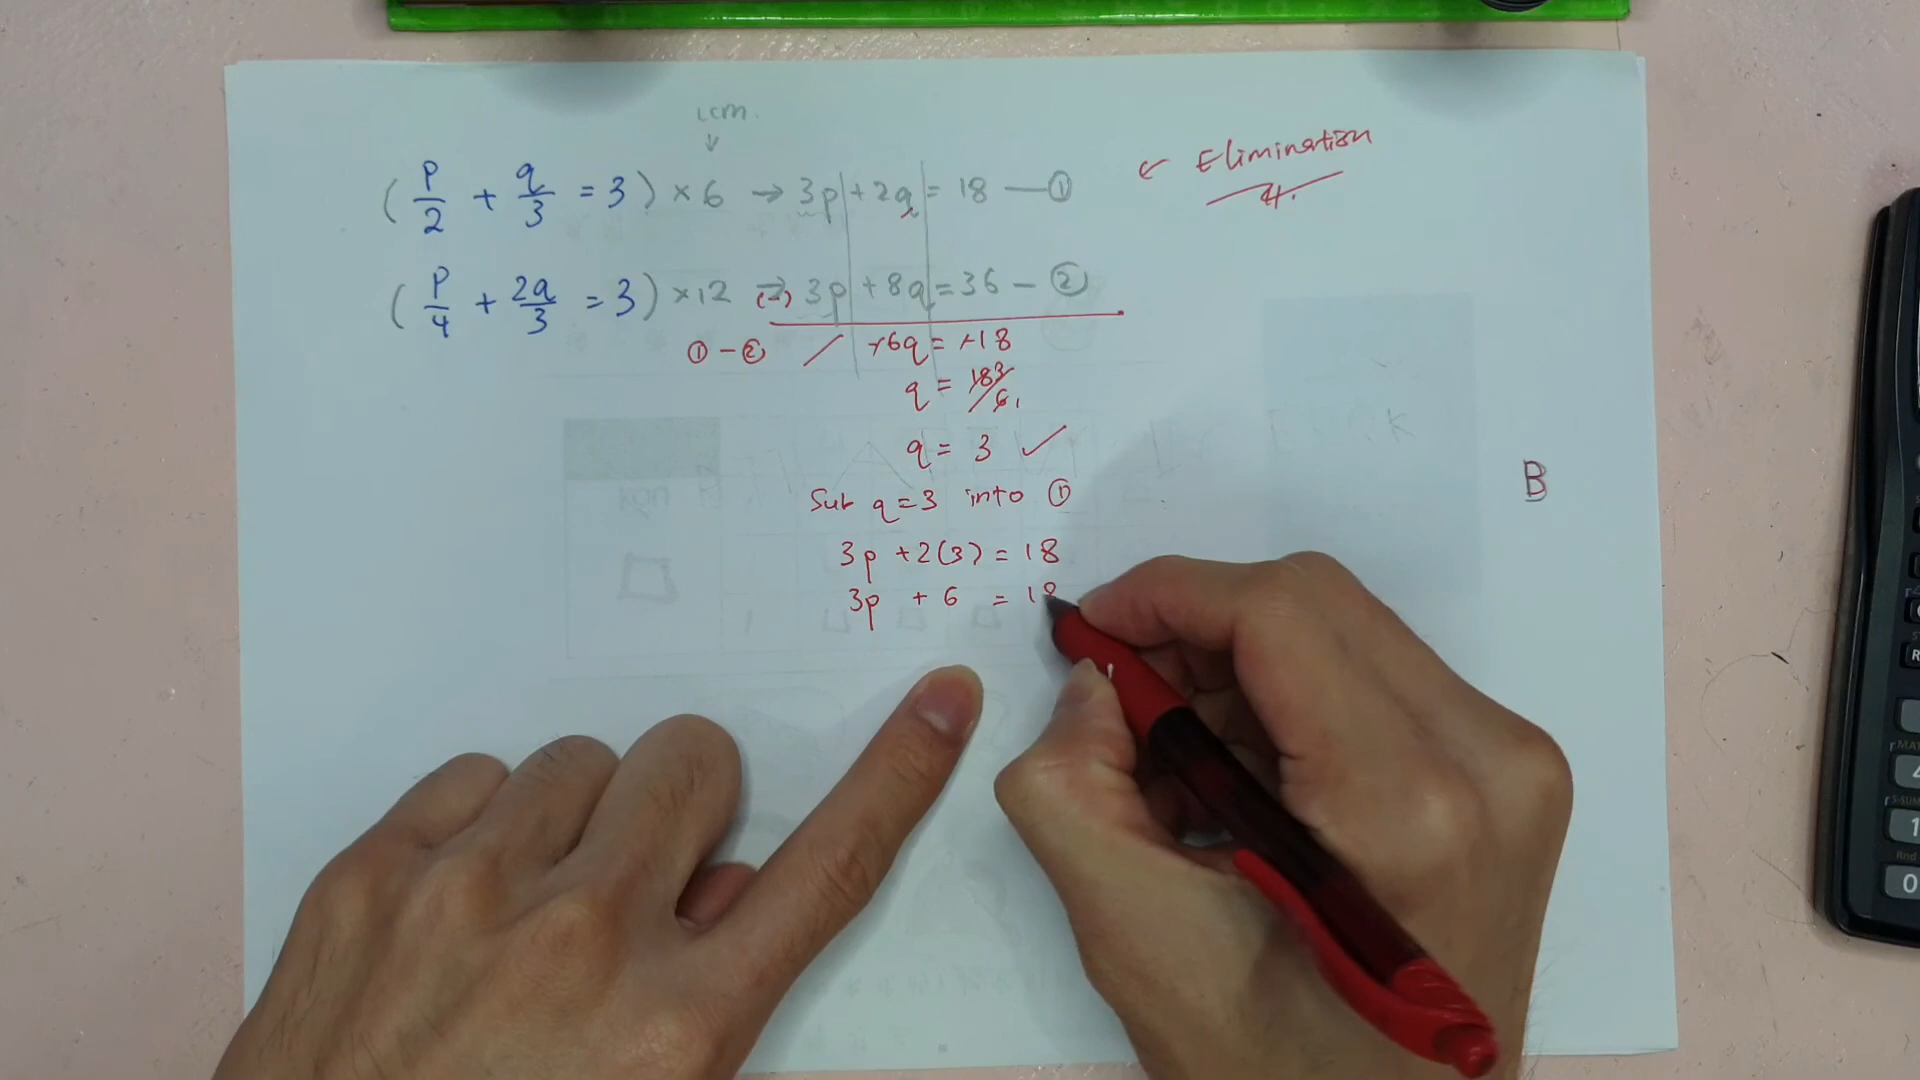 lcm.
↓
(p/2 + q/3 = 3) × 6 → 3p + 2q = 18 — ①
← Elimination
(p/4 + 2q/3 = 3) × 12 → (-) 3p + 8q = 36 — ②
① - ② -6q = -18
q = 18/6
q = 3 ✓
B
Sub q = 3 into ①
3p + 2(3) = 18
3p + 6 = 18